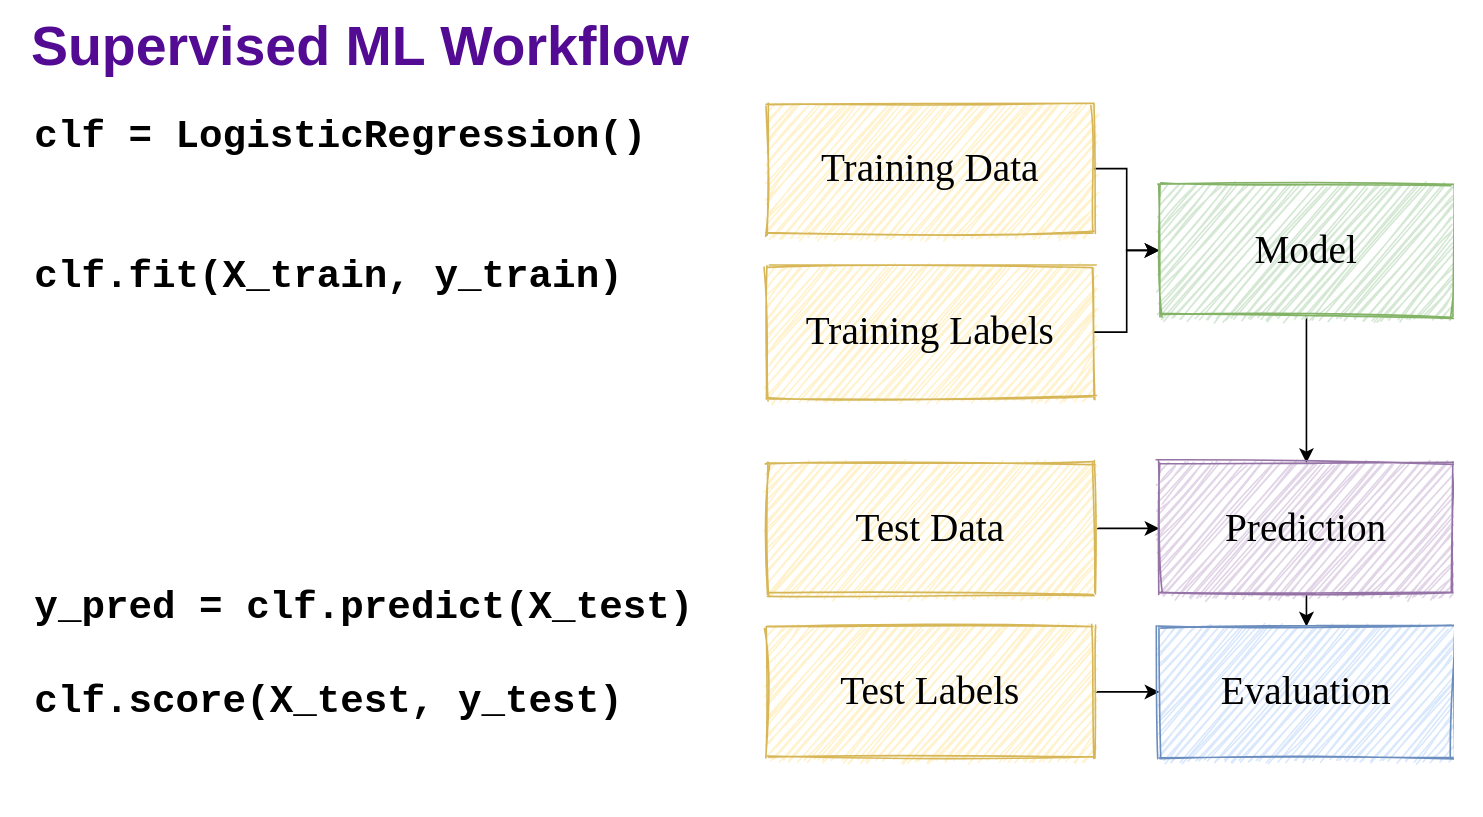 Supervised ML Workflow
clf = LogisticRegression()
clf.fit(X_train, y_train)
y_pred = clf.predict(X_test)
clf.score(X_test, y_test)
Training Data
Model
Training Labels
Test Data
Prediction
Test Labels
Evaluation